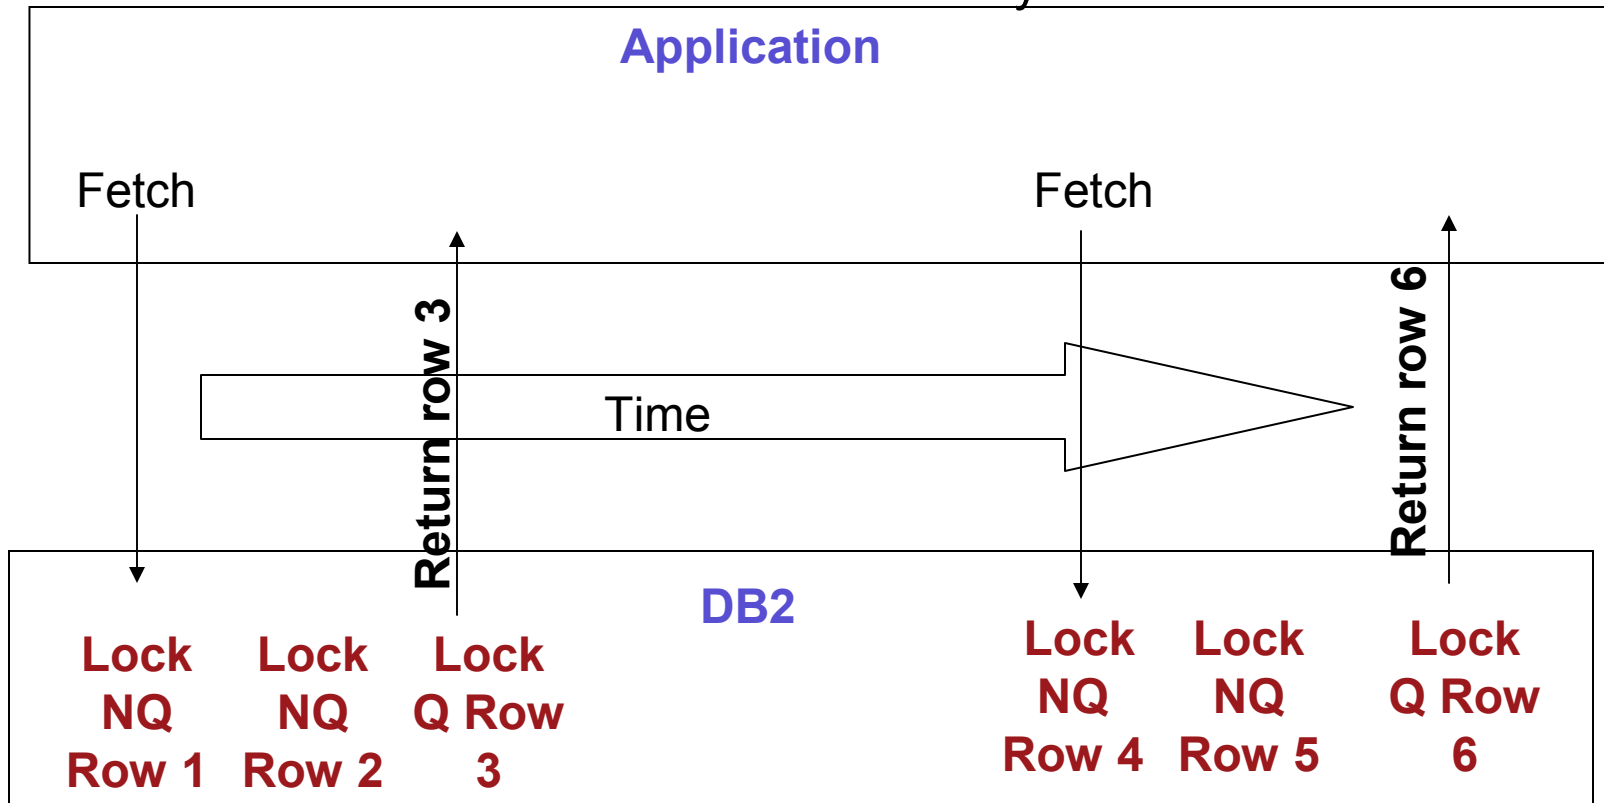 Application
Fetch
Fetch
Return row 3
Return row 6
Time
DB2
Lock
NQ
Row 1
Lock
NQ
Row 2
Lock
Q Row
3
Lock
NQ
Row 4
Lock
NQ
Row 5
Lock
Q Row
6